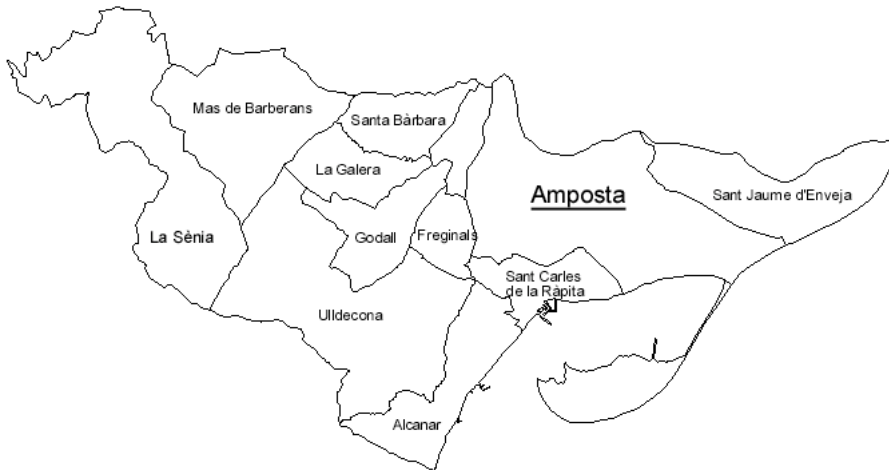 Mas de Barberans
Santa Bàrbara
La Galera
Amposta
Sant Jaume d'Enveja
La Sènia
Godall
Freginals
Sant Carles
de la Ràpita
Ulldecona
Alcanar